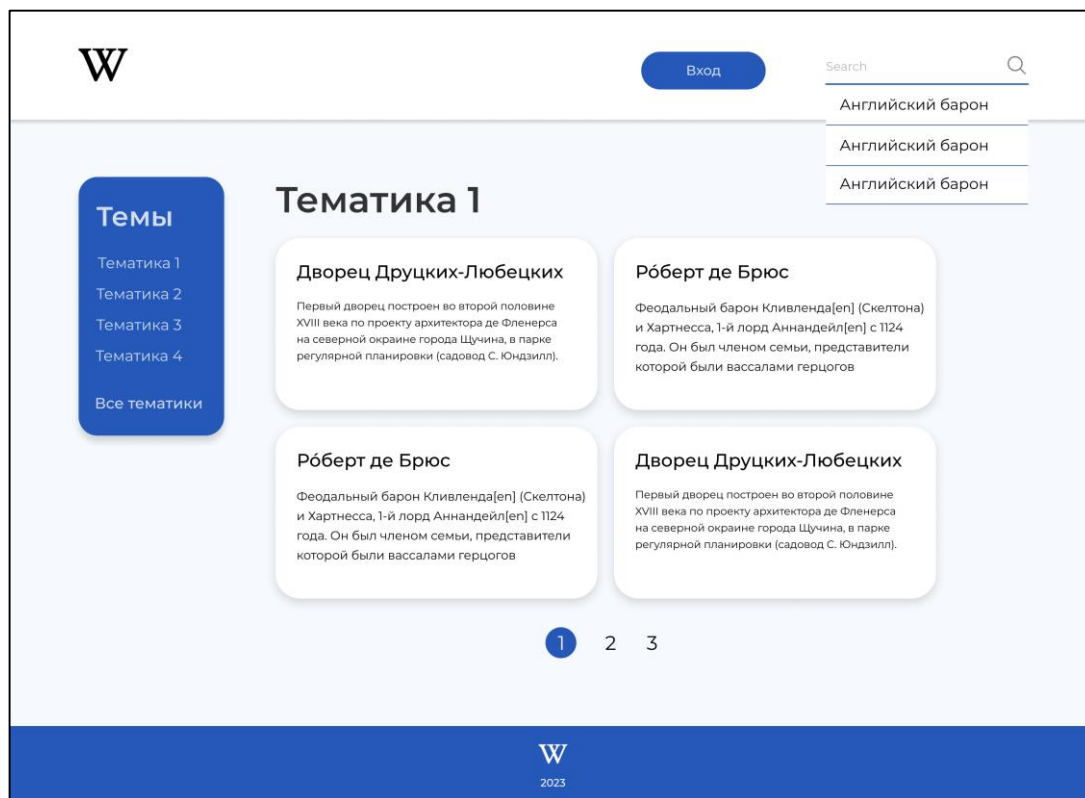 W
Вход
Search
Английский барон
Английский барон
Английский барон
Темы
Тематика 1
Тематика 2
Тематика 3
Тематика 4
Все тематики
Тематика 1
Дворец Друцких-Любецких
Первый дворец построен во второй половине
XVIII века по проекту архитектора де Фленерса
на северной окраине города Щучина, в парке
регулярной планировки (садовод С. Юндзилл).
Ро́берт де Брюс
Феодальный барон Кливленда[en] (Скелтона)
и Хартнесса, 1-й лорд Аннандейл[en] с 1124
года. Он был членом семьи, представители
которой были вассалами герцогов
Ро́берт де Брюс
Феодальный барон Кливленда[en] (Скелтона)
и Хартнесса, 1-й лорд Аннандейл[en] с 1124
года. Он был членом семьи, представители
которой были вассалами герцогов
Дворец Друцких-Любецких
Первый дворец построен во второй половине
XVIII века по проекту архитектора де Фленерса
на северной окраине города Щучина, в парке
регулярной планировки (садовод С. Юндзилл).
1 2 3
W
2023